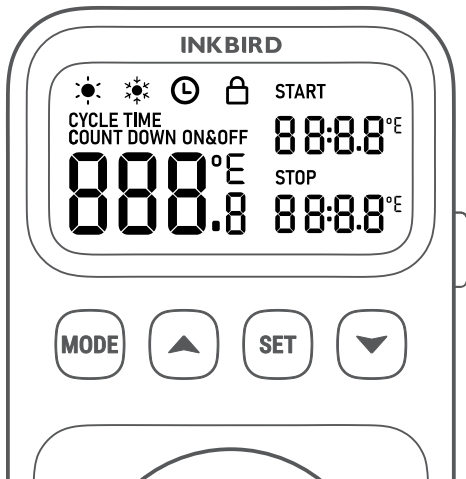 INKBIRD
START
CYCLE TIME
COUNT DOWN ON&OFF
88:8.8°E
888.8°E
STOP
88:8.8°E
MODE
SET